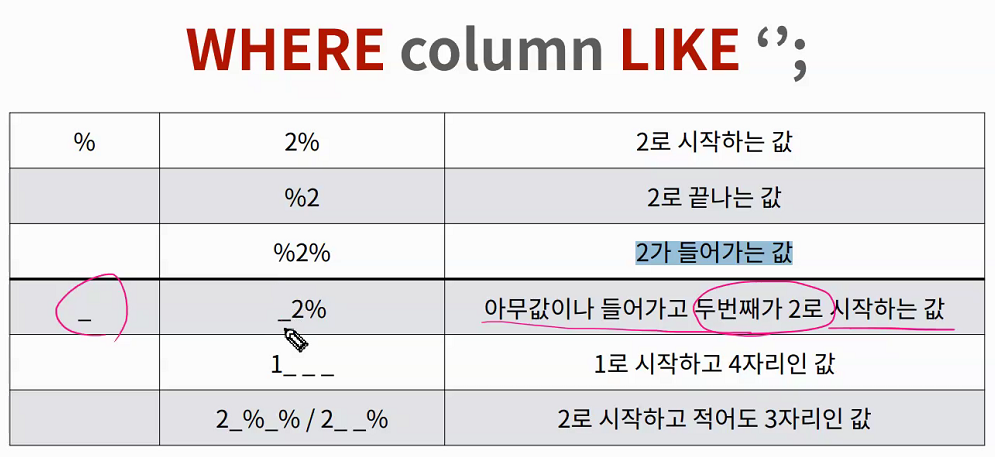 WHERE column LIKE ‘’;
% 2% 2로 시작하는 값
%2 2로 끝나는 값
%2% 2가 들어가는 값
_ _2% 아무값이나 들어가고 두번째가 2로 시작하는 값
1_ _ _ 1로 시작하고 4자리인 값
2_%_% / 2_ _% 2로 시작하고 적어도 3자리인 값